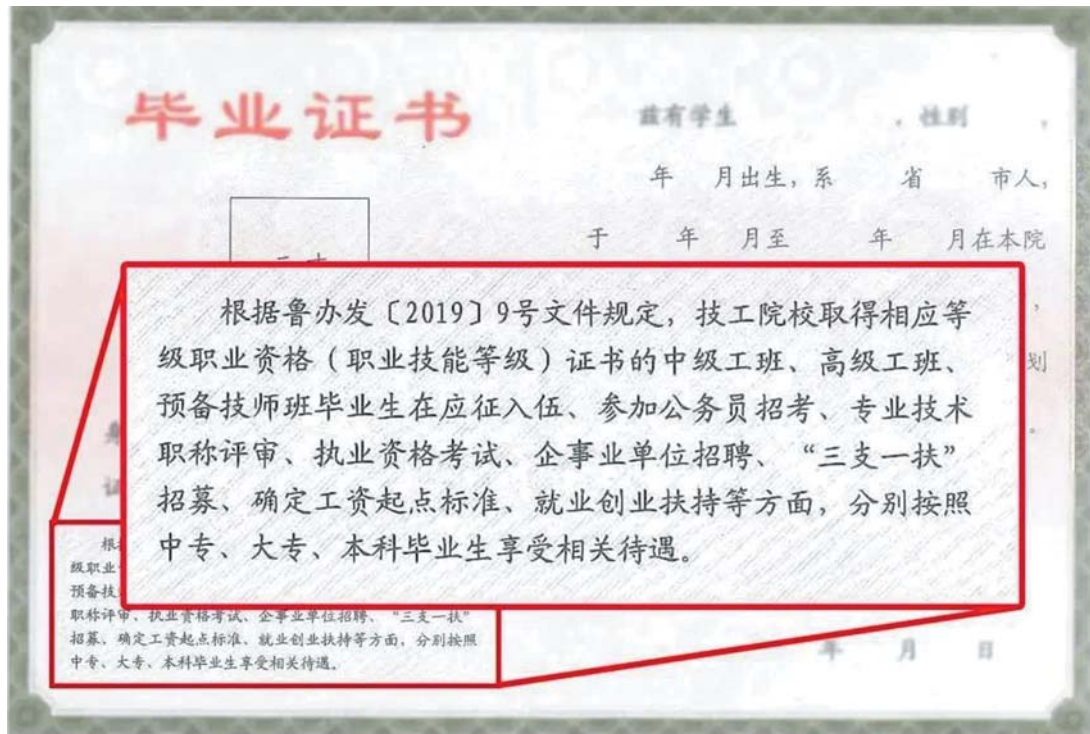 毕业证书
兹有学生 ，性别 ，
年 月出生，系 省 市人，
于 年 月至 年 月在本院
二寸
根据鲁办发〔2019〕9号文件规定，技工院校取得相应等
级职业资格（职业技能等级）证书的中级工班、高级工班、
预备技师班毕业生在应征入伍、参加公务员招考、专业技术
职称评审、执业资格考试、企事业单位招聘、“三支一扶”
招募、确定工资起点标准、就业创业扶持等方面，分别按照
中专、大专、本科毕业生享受相关待遇。
划
根
级职业
预备技
职称评审、执业资格考试、企事业单位招聘、“三支一扶”
招募、确定工资起点标准、就业创业扶持等方面，分别按照
中专、大专、本科毕业生享受相关待遇。
年 月 日